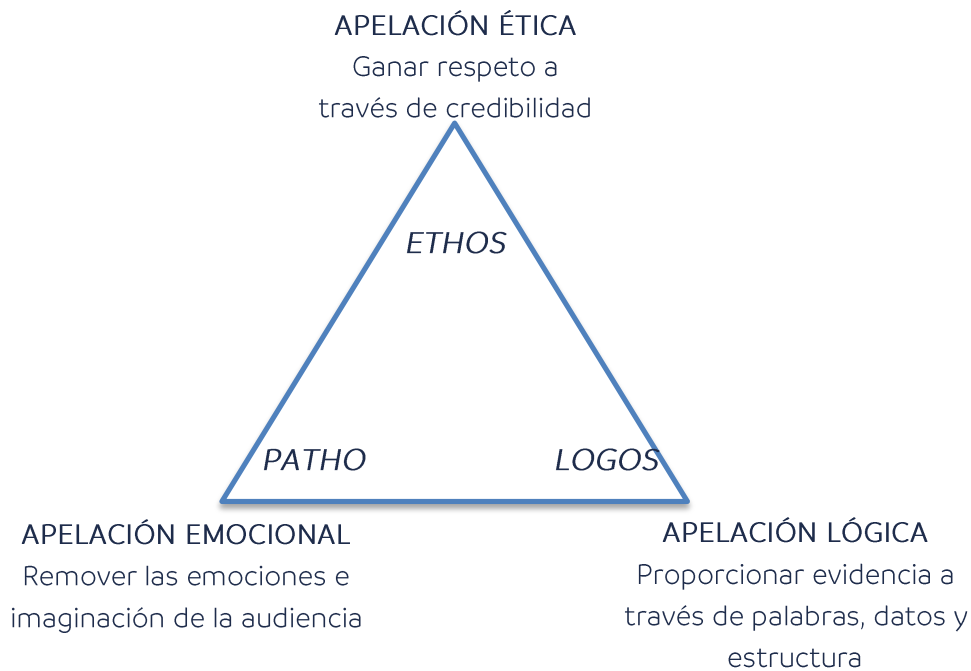 APELACIÓN ÉTICA
Ganar respeto a
través de credibilidad
ETHOS
PATHO
LOGOS
APELACIÓN EMOCIONAL
Remover las emociones e
imaginación de la audiencia
APELACIÓN LÓGICA
Proporcionar evidencia a
través de palabras, datos y
estructura